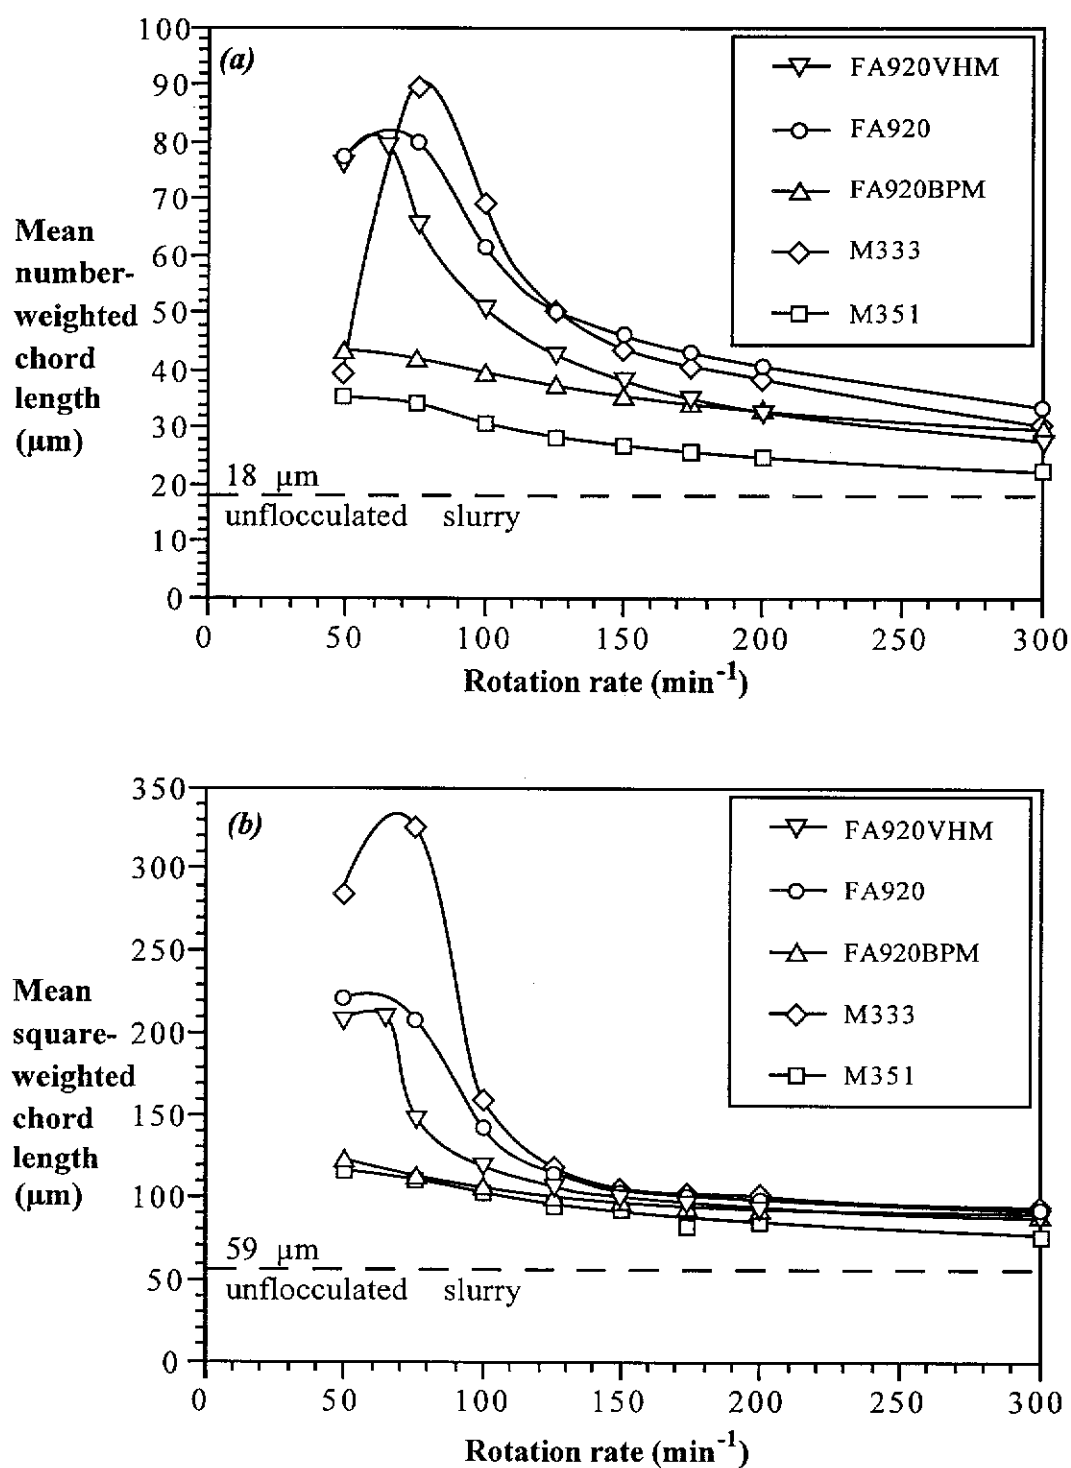 (a)
100
90
80
70
60
50
40
30
20
10
0
Mean
number-
weighted
chord
length
(µm)
FA920VHM
FA920
FA920BPM
M333
M351
18 µm
unflocculated slurry
0 50 100 150 200 250 300
Rotation rate (min⁻¹)
(b)
350
300
250
200
150
100
50
0
Mean
square-
weighted
chord
length
(µm)
FA920VHM
FA920
FA920BPM
M333
M351
59 µm
unflocculated slurry
0 50 100 150 200 250 300
Rotation rate (min⁻¹)